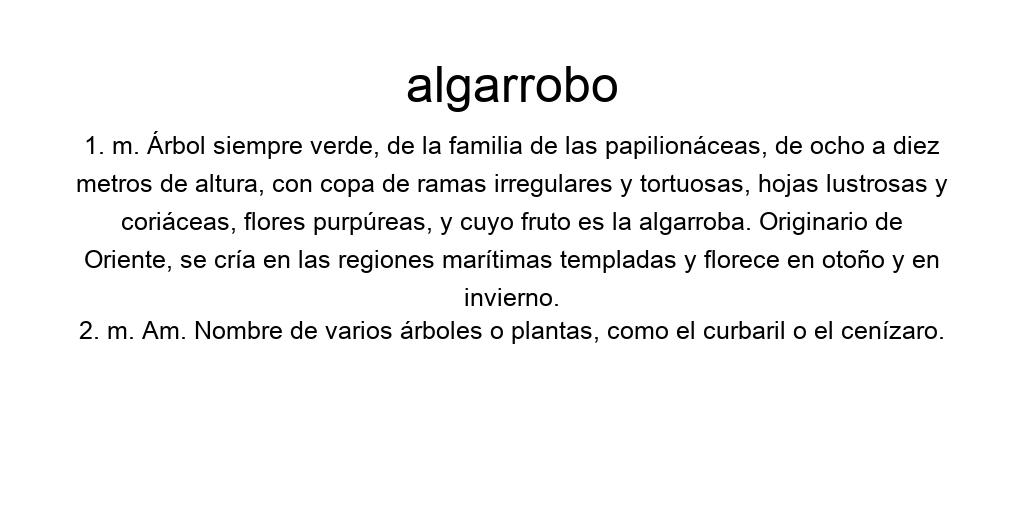 algarrobo
1. m. Árbol siempre verde, de la familia de las papilionáceas, de ocho a diez
metros de altura, con copa de ramas irregulares y tortuosas, hojas lustrosas y
coriáceas, flores purpúreas, y cuyo fruto es la algarroba. Originario de
Oriente, se cría en las regiones marítimas templadas y florece en otoño y en
invierno.
2. m. Am. Nombre de varios árboles o plantas, como el curbaril o el cenízaro.